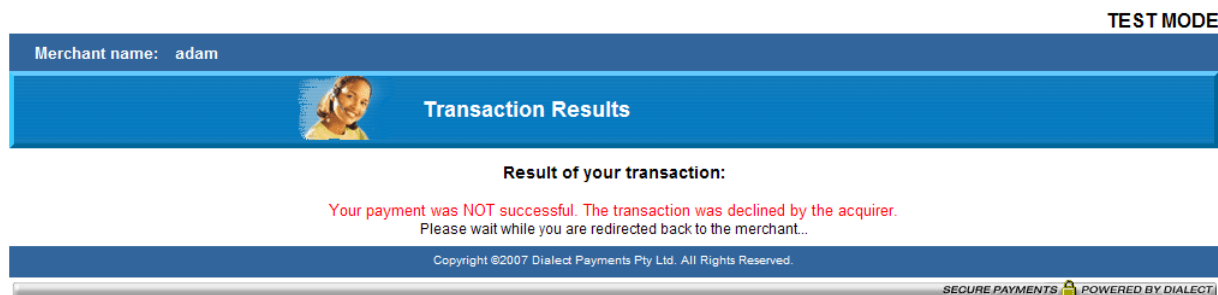 TEST MODE
Merchant name: adam
Transaction Results
Result of your transaction:
Your payment was NOT successful. The transaction was declined by the acquirer.
Please wait while you are redirected back to the merchant...
Copyright ©2007 Dialect Payments Pty Ltd. All Rights Reserved.
SECURE PAYMENTS POWERED BY DIALECT